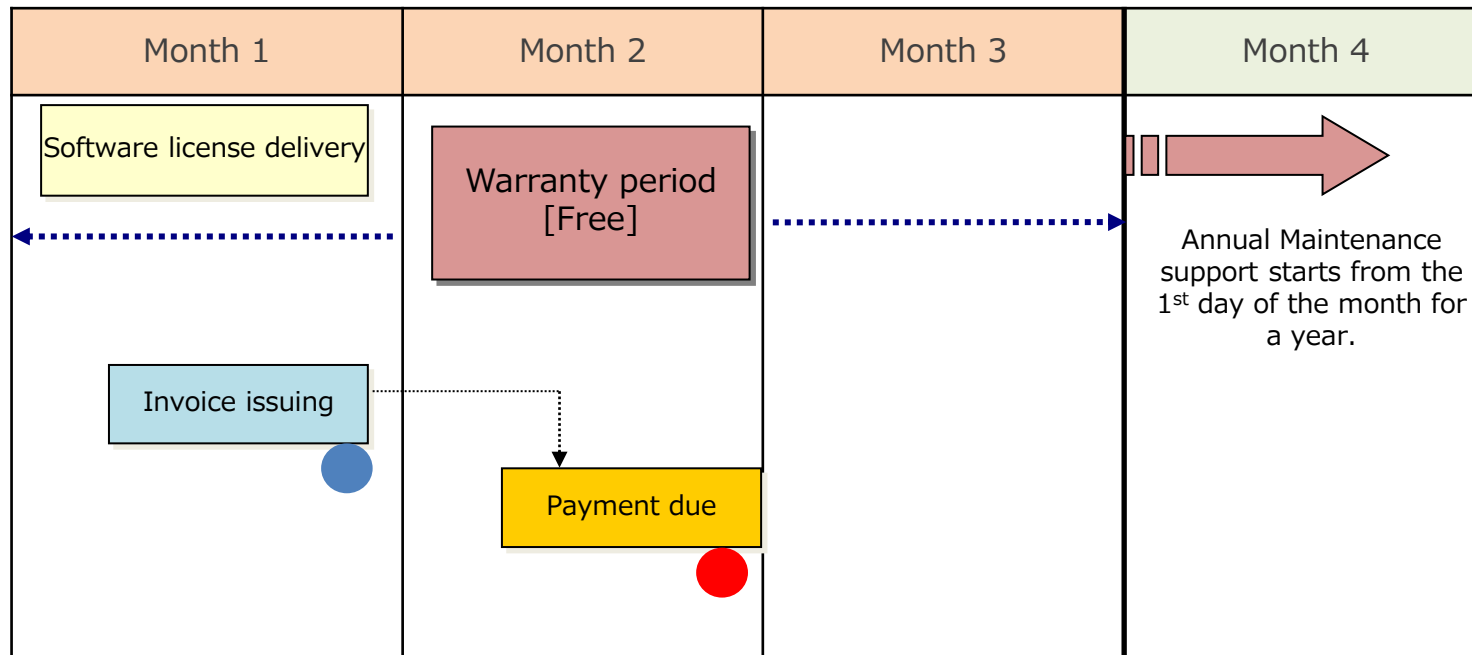 Month 1
Month 2
Month 3
Month 4
Software license delivery
Warranty period
[Free]
Annual Maintenance
support starts from the
1st day of the month for
a year.
Invoice issuing
Payment due